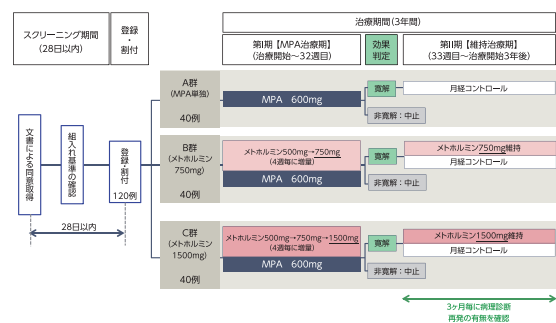 スクリーニング期間
(28日以内)
登録
・
割付
治療期間(3年間)
第Ⅰ期【MPA治療期】
(治療開始～32週目)
効果
判定
第Ⅱ期【維持治療期】
(33週目～治療開始3年後)
文書による同意取得
組入れ基準の確認
登録・割付
120例
28日以内
A群
(MPA単独)
40例
MPA 600mg
寛解
月経コントロール
非寛解：中止
B群
(メトホルミン
750mg)
40例
メトホルミン500mg→750mg
(4週毎に増量)
MPA 600mg
寛解
メトホルミン750mg維持
月経コントロール
非寛解：中止
C群
(メトホルミン
1500mg)
40例
メトホルミン500mg→750mg→1500mg
(4週毎に増量)
MPA 600mg
寛解
メトホルミン1500mg維持
月経コントロール
非寛解：中止
3ヶ月毎に病理診断
再発の有無を確認